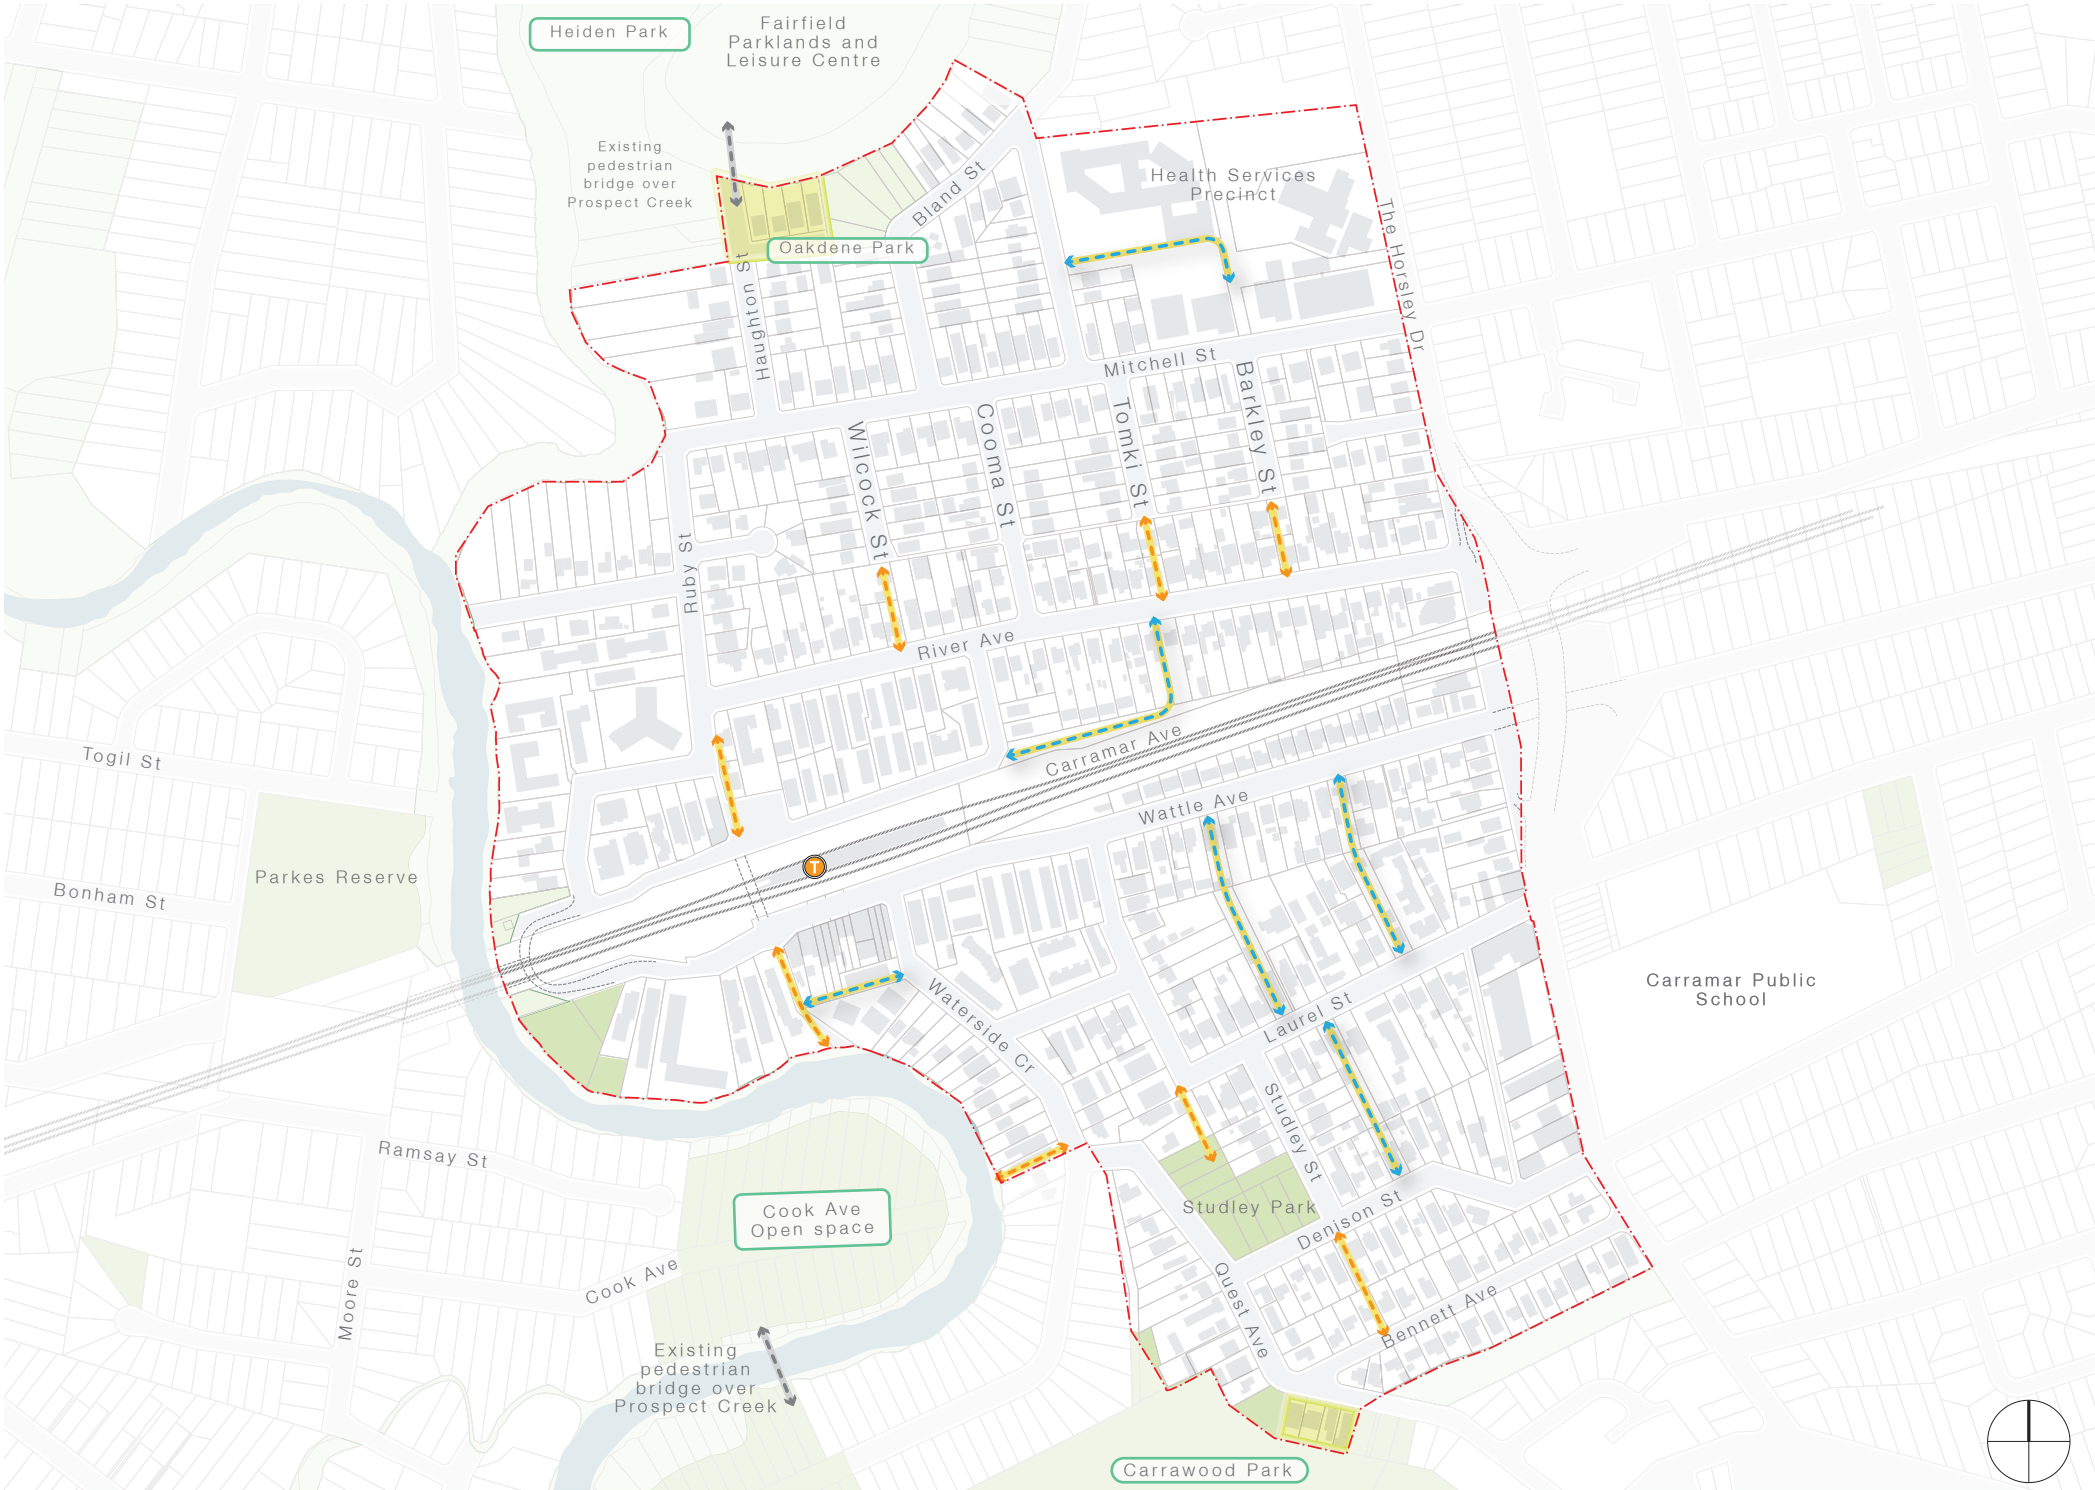 Heiden Park
Fairfield
Parklands and
Leisure Centre
Existing
pedestrian
bridge over
Prospect Creek
Bland St
Health Services
Precinct
Oakdene Park
The Horsley Dr
Haughton St
Mitchell St
Barkley St
Tomki St
Cooma St
Wilcock St
Ruby St
River Ave
Carramar Ave
Togil St
Wattle Ave
T
Parkes Reserve
Bonham St
Carramar Public
School
Waterside Cr
Laurel St
Studley St
Ramsay St
Studley Park
Cook Ave
Open space
Denison St
Cook Ave
Moore St
Quest Ave
Bennett Ave
Existing
pedestrian
bridge over
Prospect Creek
Carrawood Park